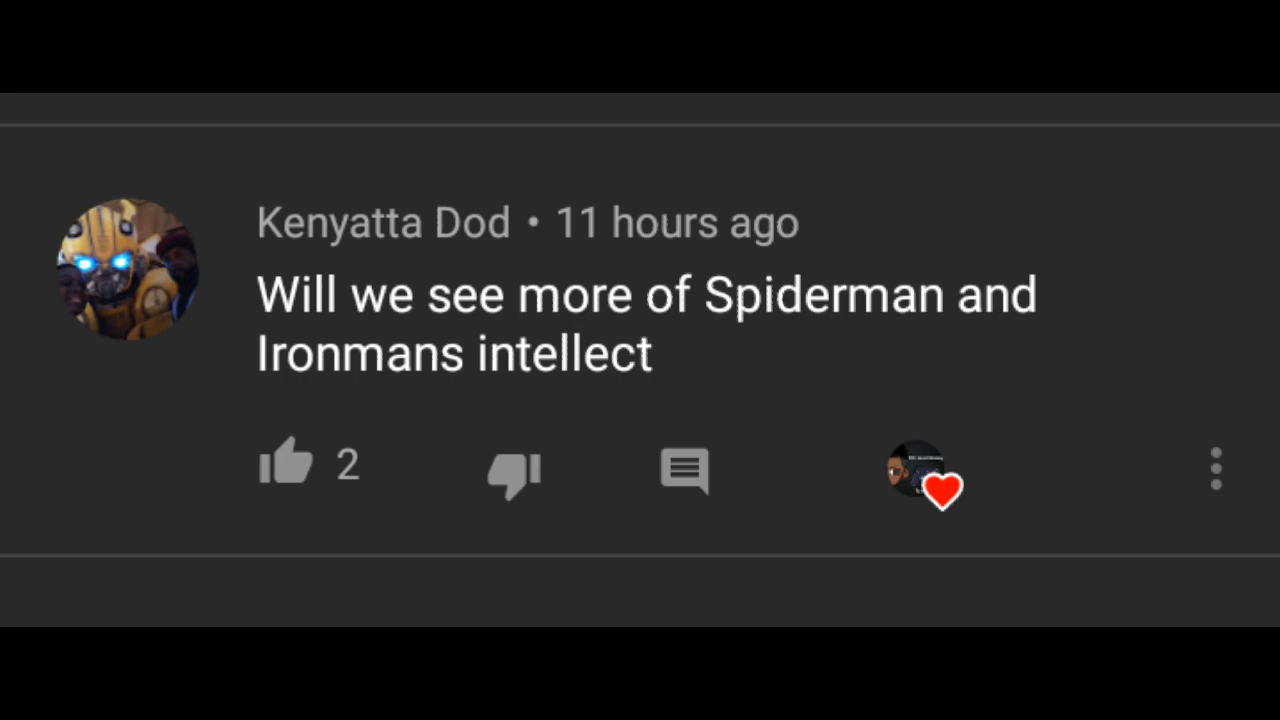 Kenyatta Dod • 11 hours ago
Will we see more of Spiderman and
Ironmans intellect
2